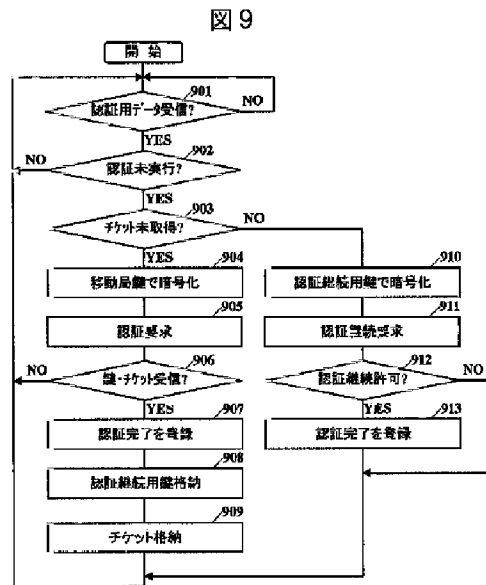 図 9
開 始
901
認証用データ受信?
NO
YES
902
NO
認証未実行?
YES
903
チケット未取得?
NO
YES
904
移動局鍵で暗号化
910
認証継続用鍵で暗号化
905
認証要求
911
認証継続要求
906
NO
鍵・チケット受信?
912
認証継続許可?
NO
YES
907
認証完了を登録
YES
913
認証完了を登録
908
認証継続用鍵格納
909
チケット格納